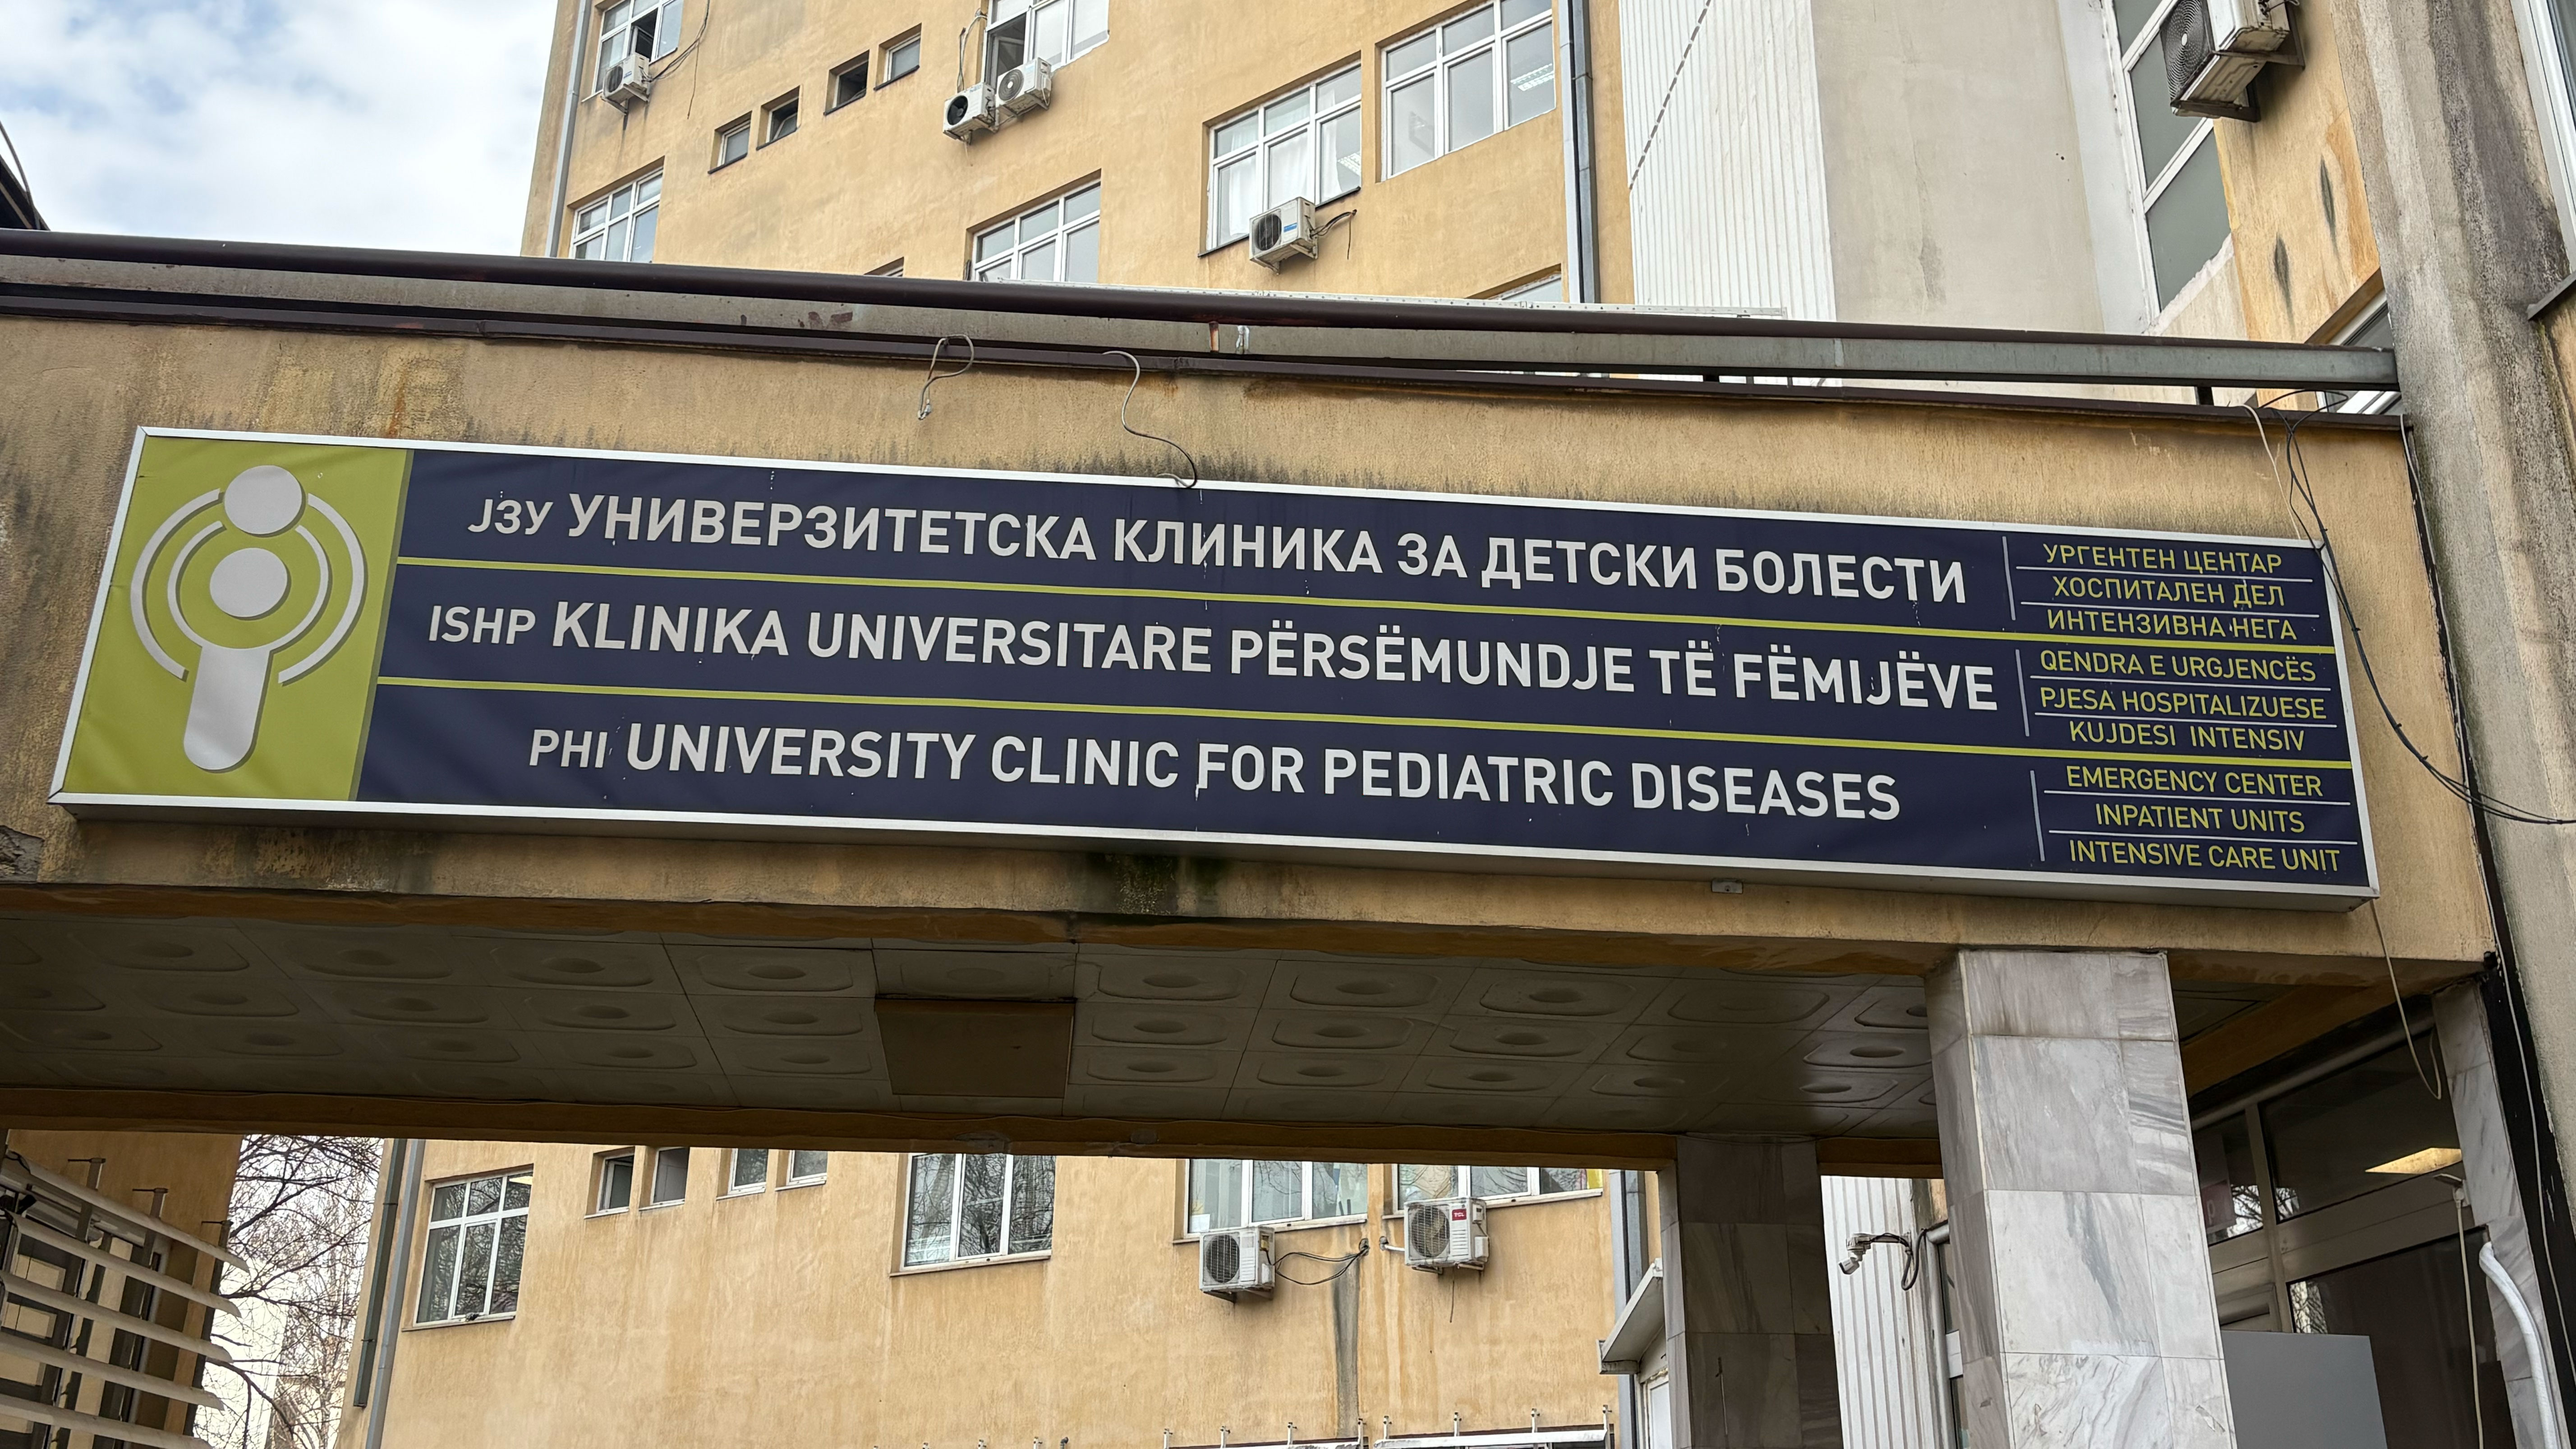 ЈЗУ УНИВЕРЗИТЕТСКА КЛИНИКА ЗА ДЕТСКИ БОЛЕСТИ
УРГЕНТЕН ЦЕНТАР
ХОСПИТАЛЕН ДЕЛ
ИНТЕНЗИВНА НЕГА
ISHP KLINIKA UNIVERSITARE PËRSËMUNDJE TË FËMIJËVE
QENDRA E URGJENCËS
PJESA HOSPITALIZUESE
KUJDESI INTENSIV
PHI UNIVERSITY CLINIC FOR PEDIATRIC DISEASES
EMERGENCY CENTER
INPATIENT UNITS
INTENSIVE CARE UNIT
TCL